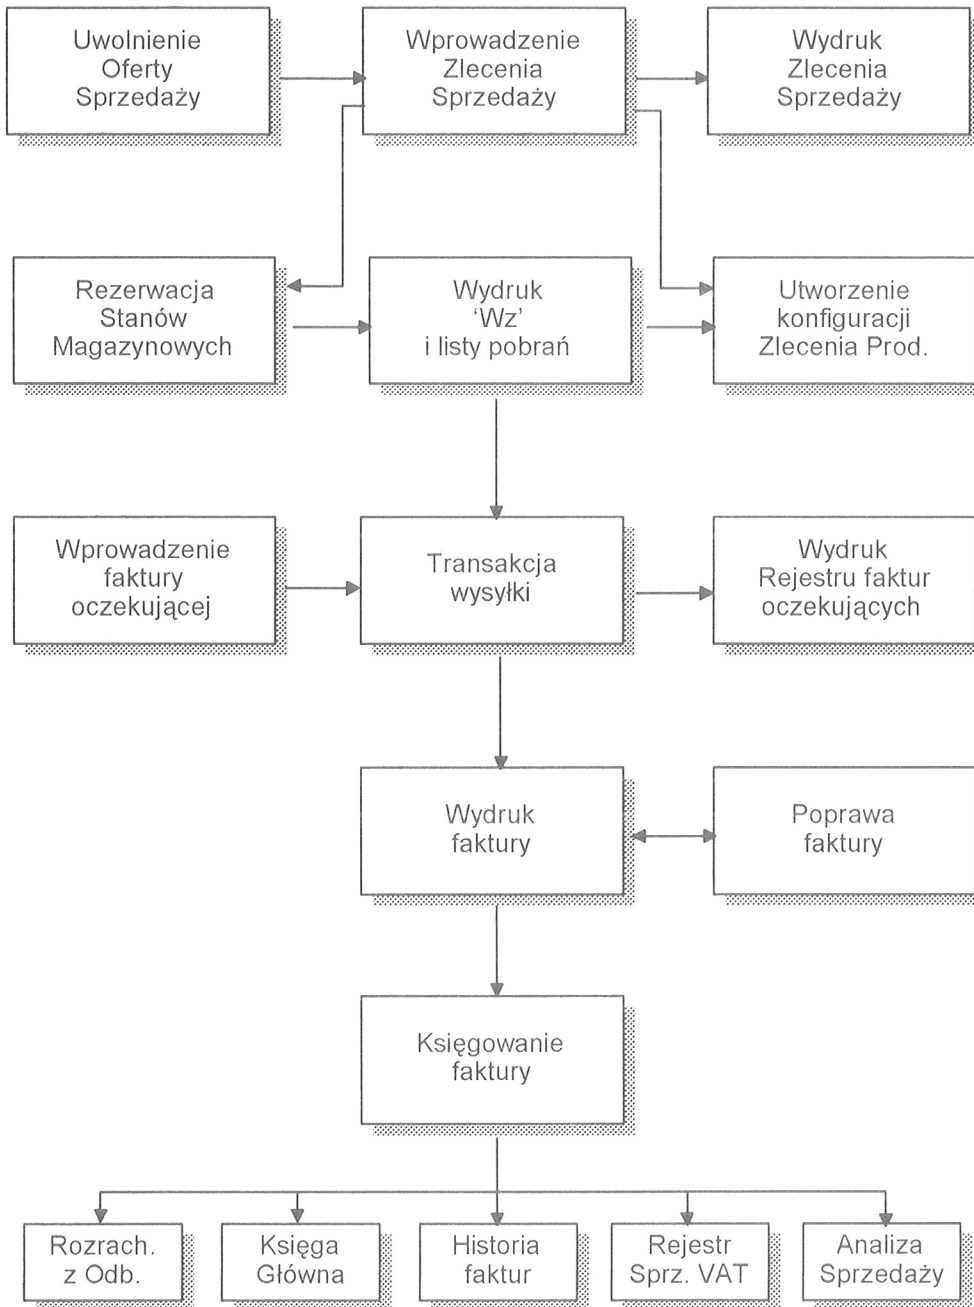 Uwolnienie
Oferty
Sprzedaży
Wprowadzenie
Zlecenia
Sprzedaży
Wydruk
Zlecenia
Sprzedaży
Rezerwacja
Stanów
Magazynowych
Wydruk
‘Wz’
i listy pobrań
Utworzenie
konfiguracji
Zlecenia Prod.
Wprowadzenie
faktury
oczekującej
Transakcja
wysyłki
Wydruk
Rejestru faktur
oczekujących
Wydruk
faktury
Poprawa
faktury
Księgowanie
faktury
Rozrach.
z Odb.
Księga
Główna
Historia
faktur
Rejestr
Sprz. VAT
Analiza
Sprzedaży